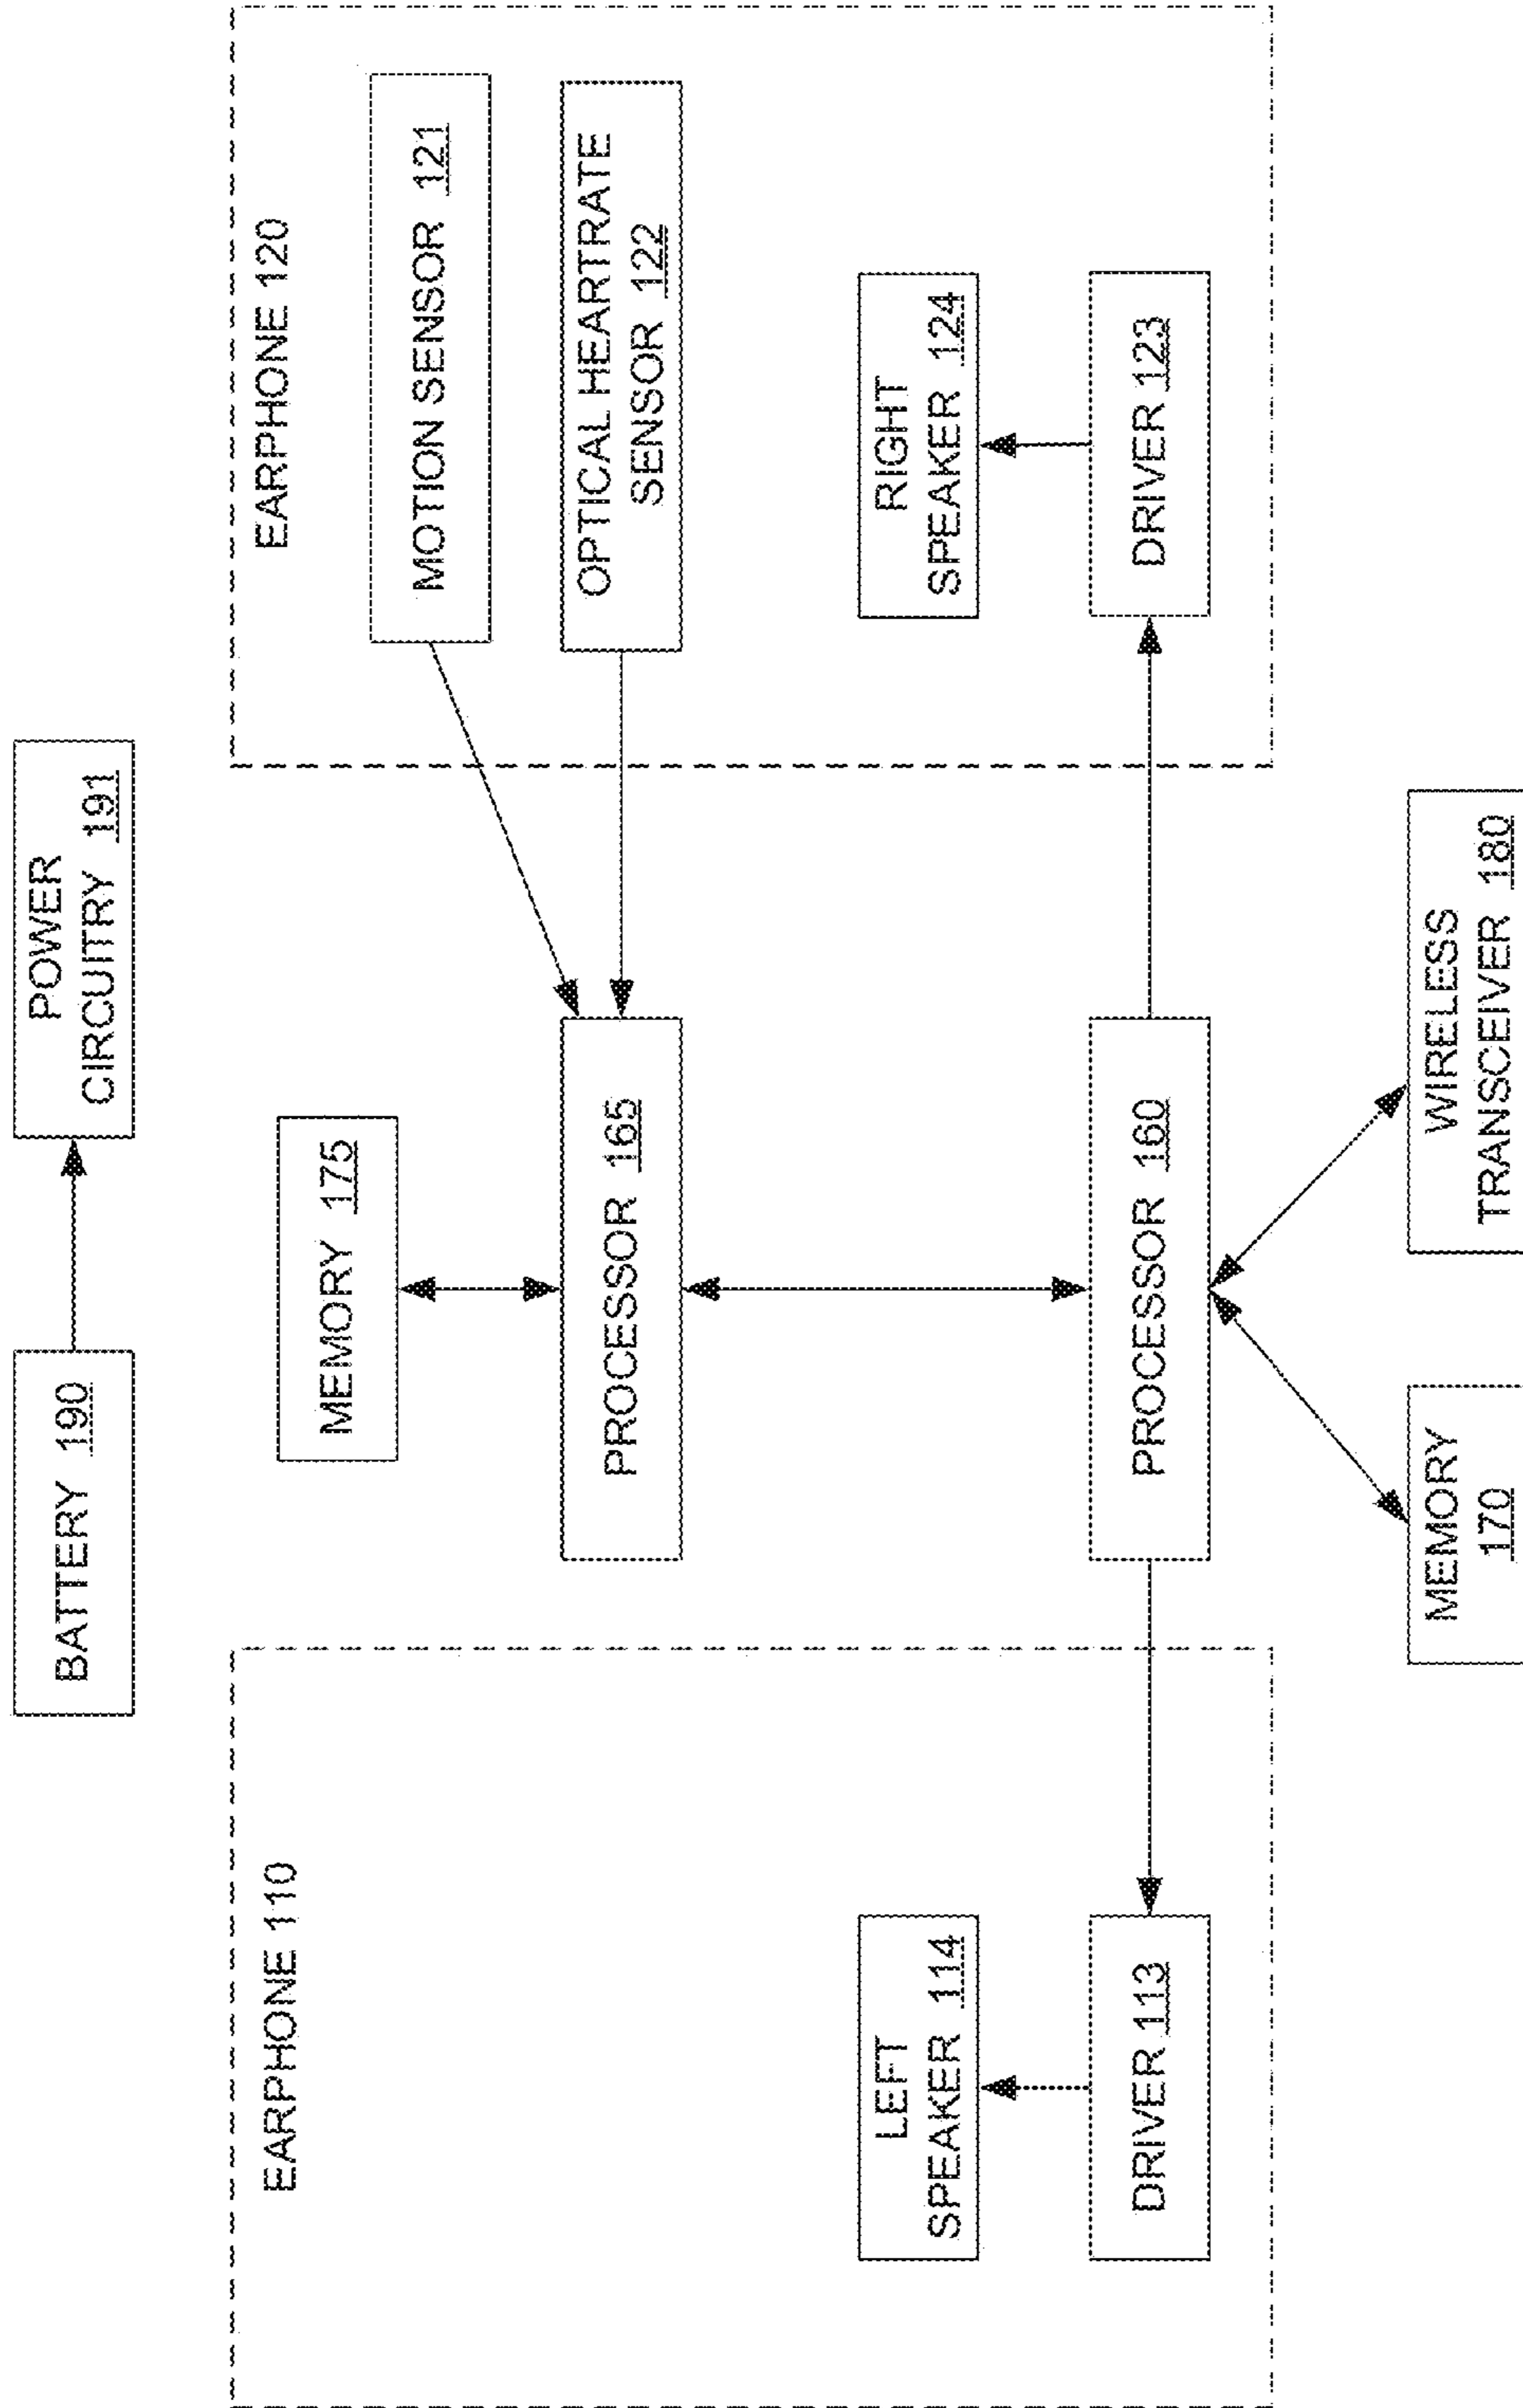 BATTERY 190
POWER
CIRCUITRY 191
EARPHONE 110
EARPHONE 120
MEMORY 175
MOTION SENSOR 121
PROCESSOR 165
OPTICAL HEARTRATE
SENSOR 122
LEFT
SPEAKER 114
RIGHT
SPEAKER 124
DRIVER 113
PROCESSOR 160
DRIVER 123
MEMORY
170
WIRELESS
TRANSCEIVER 180